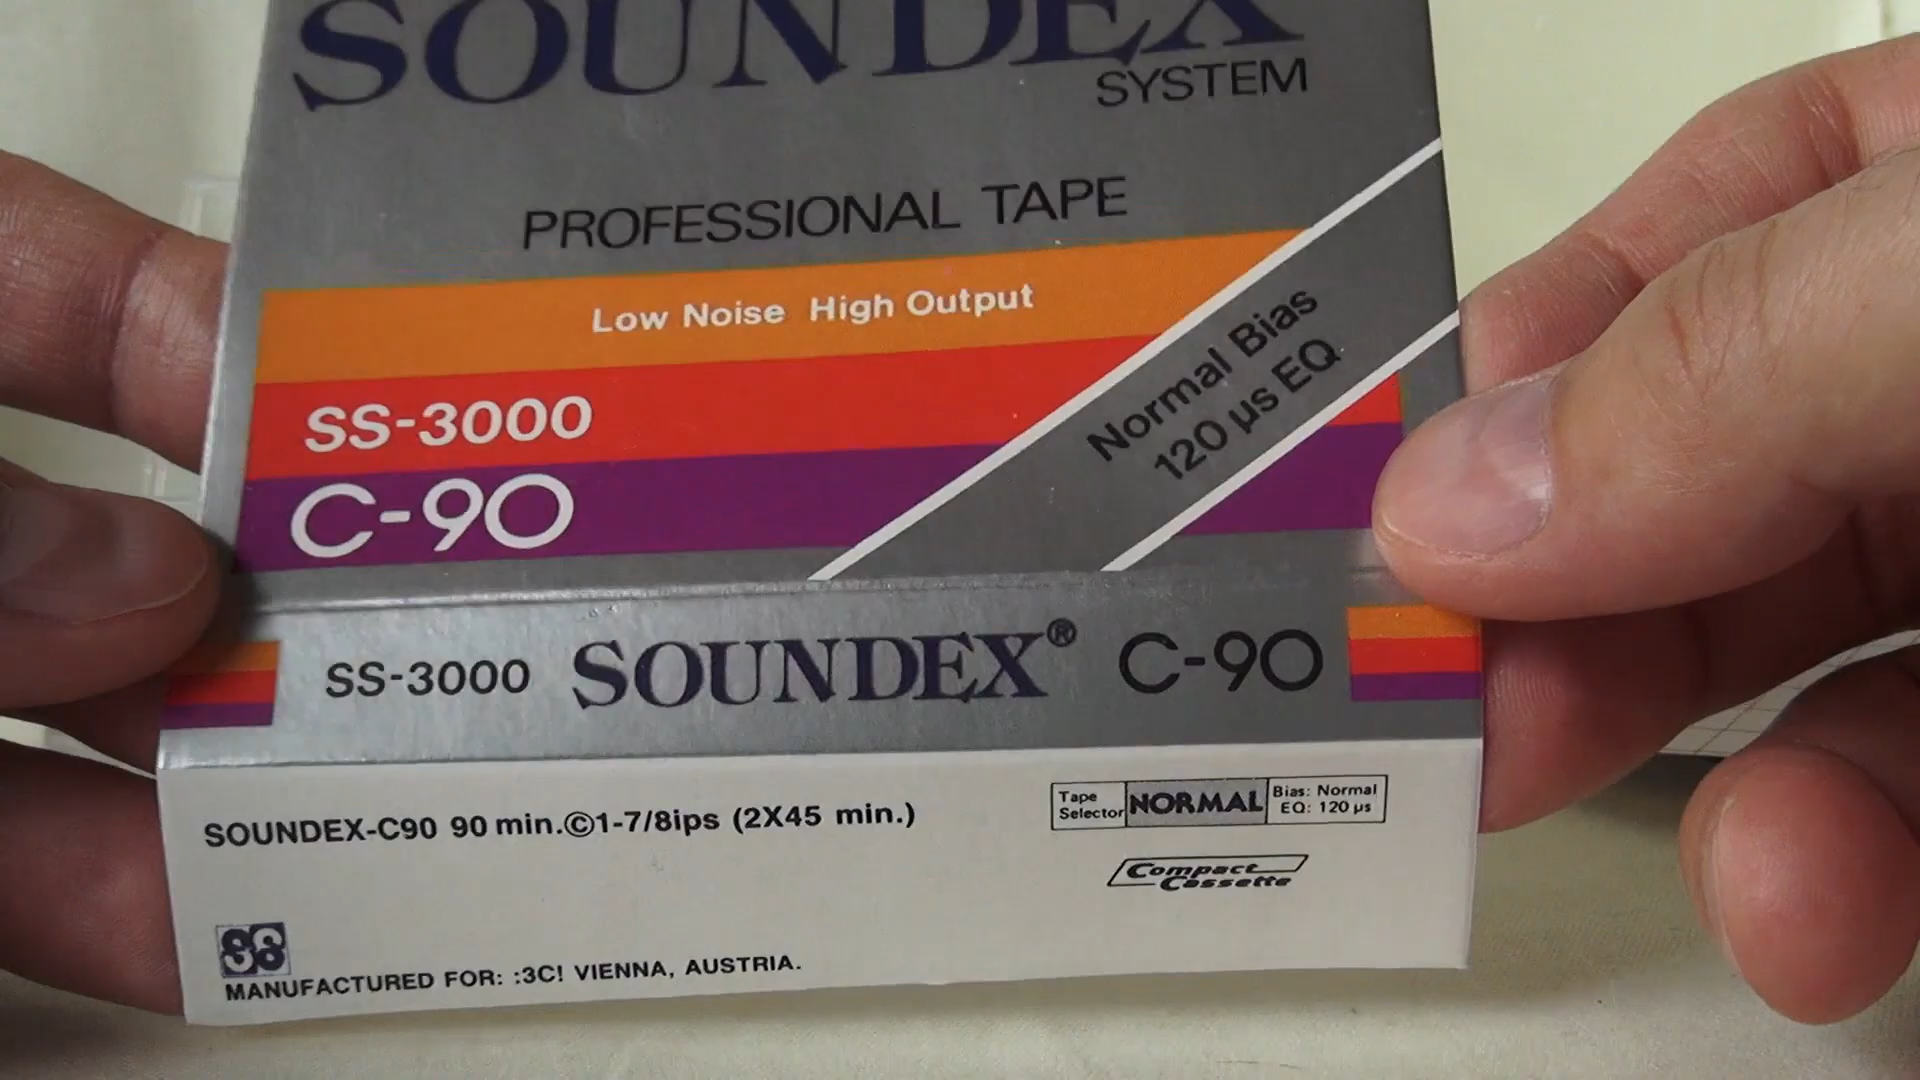 SOUNDEX
SYSTEM
PROFESSIONAL TAPE
Low Noise High Output
SS-3000
C-90
Normal Bias
120 µs EQ
SS-3000 SOUNDEX® C-90
SOUNDEX-C90 90 min.©1-7/8ips (2X45 min.)
Tape Selector NORMAL Bias: Normal EQ: 120 µs
Compact Cassette
SS
MANUFACTURED FOR: :3C! VIENNA, AUSTRIA.